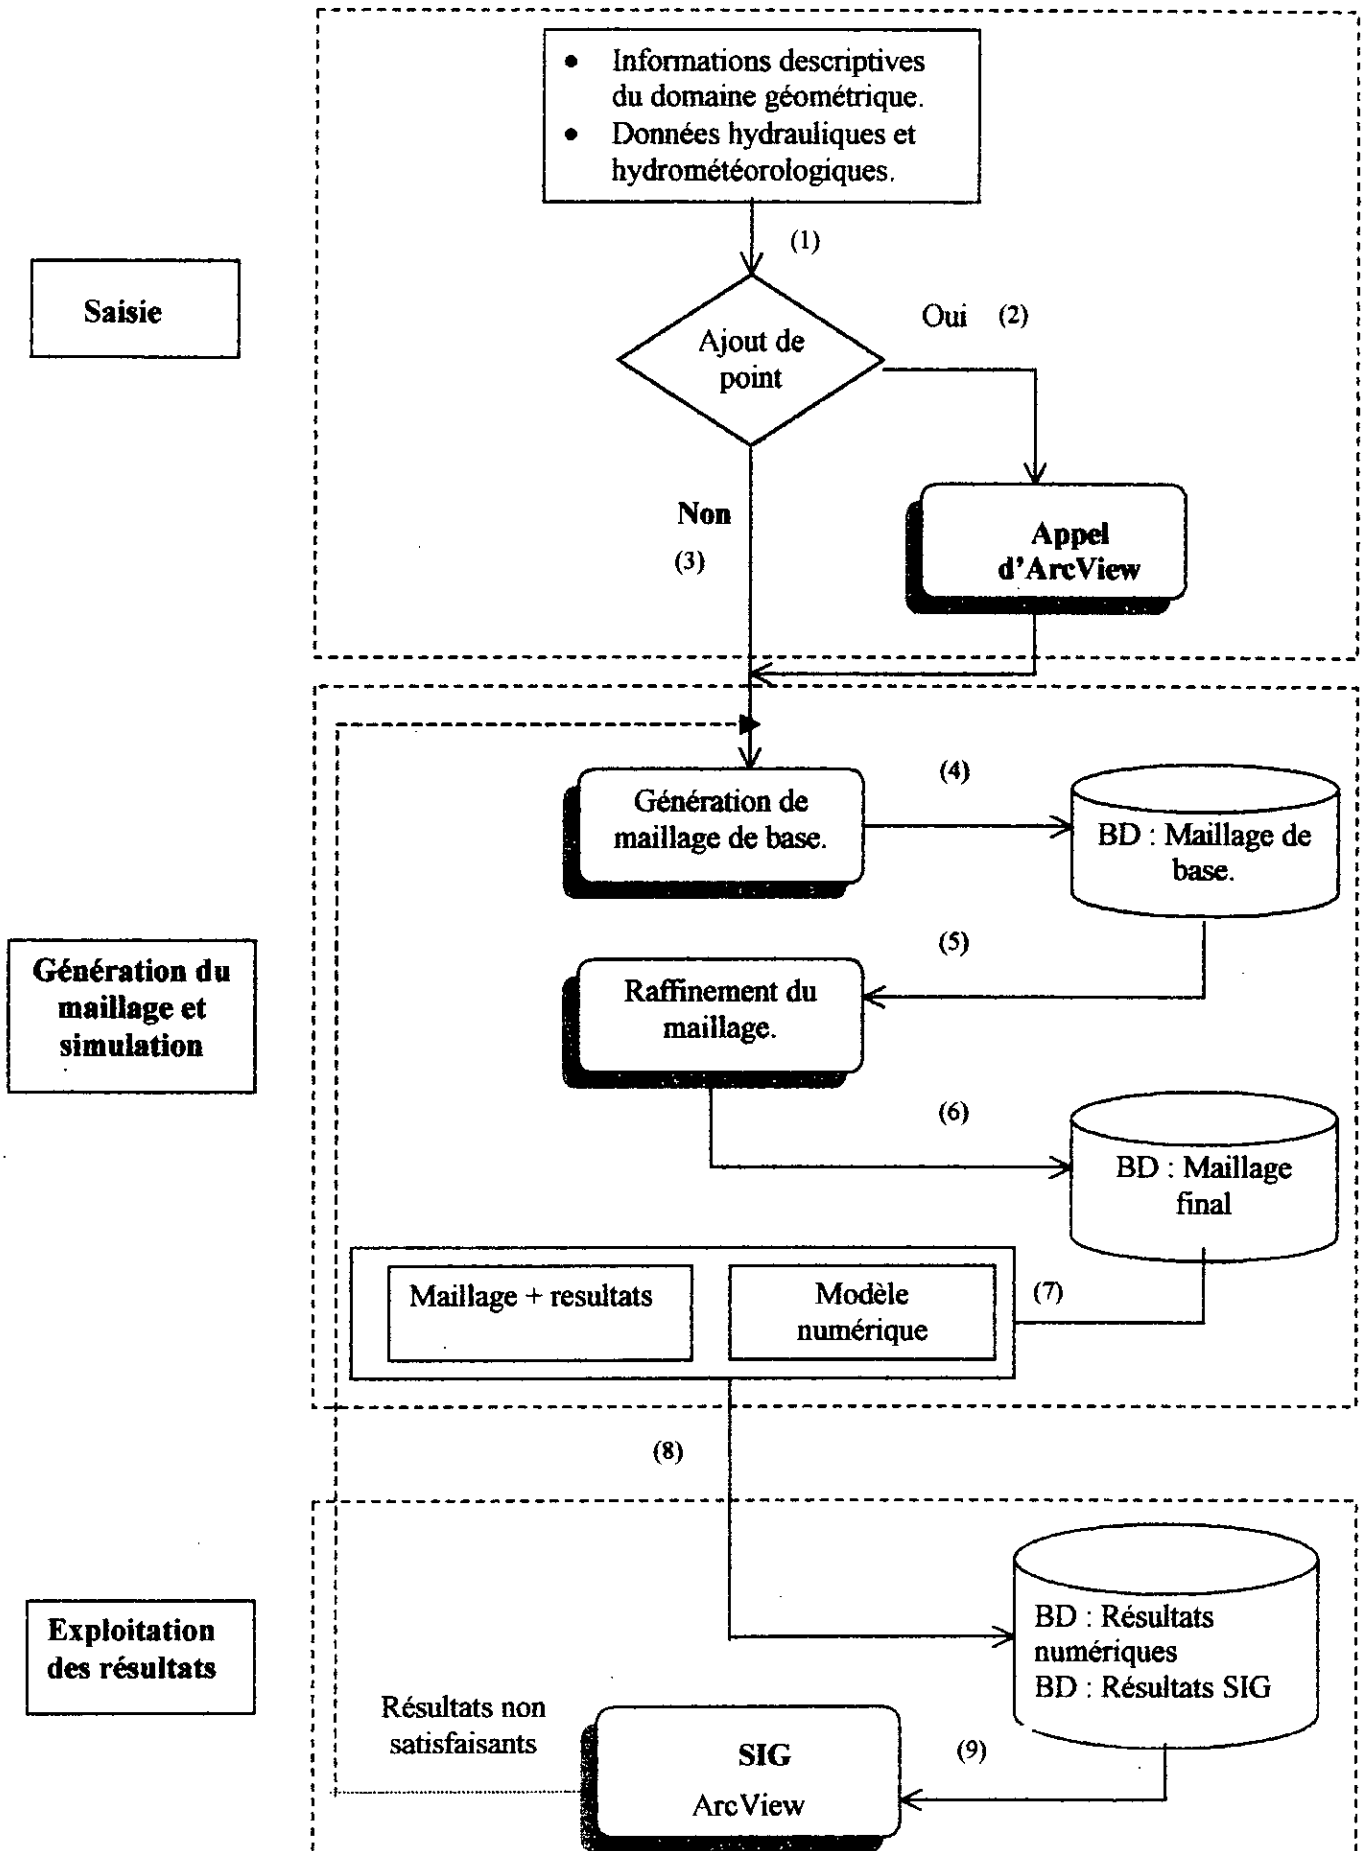 • Informations descriptives
du domaine géométrique.
• Données hydrauliques et
hydrométéorologiques.
(1)
Saisie
Oui (2)
Ajout de
point
Non
(3)
Appel
d'ArcView
(4)
Génération de
maillage de base.
BD : Maillage de
base.
(5)
Génération du
maillage et
simulation
Raffinement du
maillage.
(6)
BD : Maillage
final
Maillage + resultats
Modèle
numérique
(7)
(8)
Exploitation
des résultats
BD : Résultats
numériques
BD : Résultats SIG
Résultats non
satisfaisants
SIG
ArcView
(9)